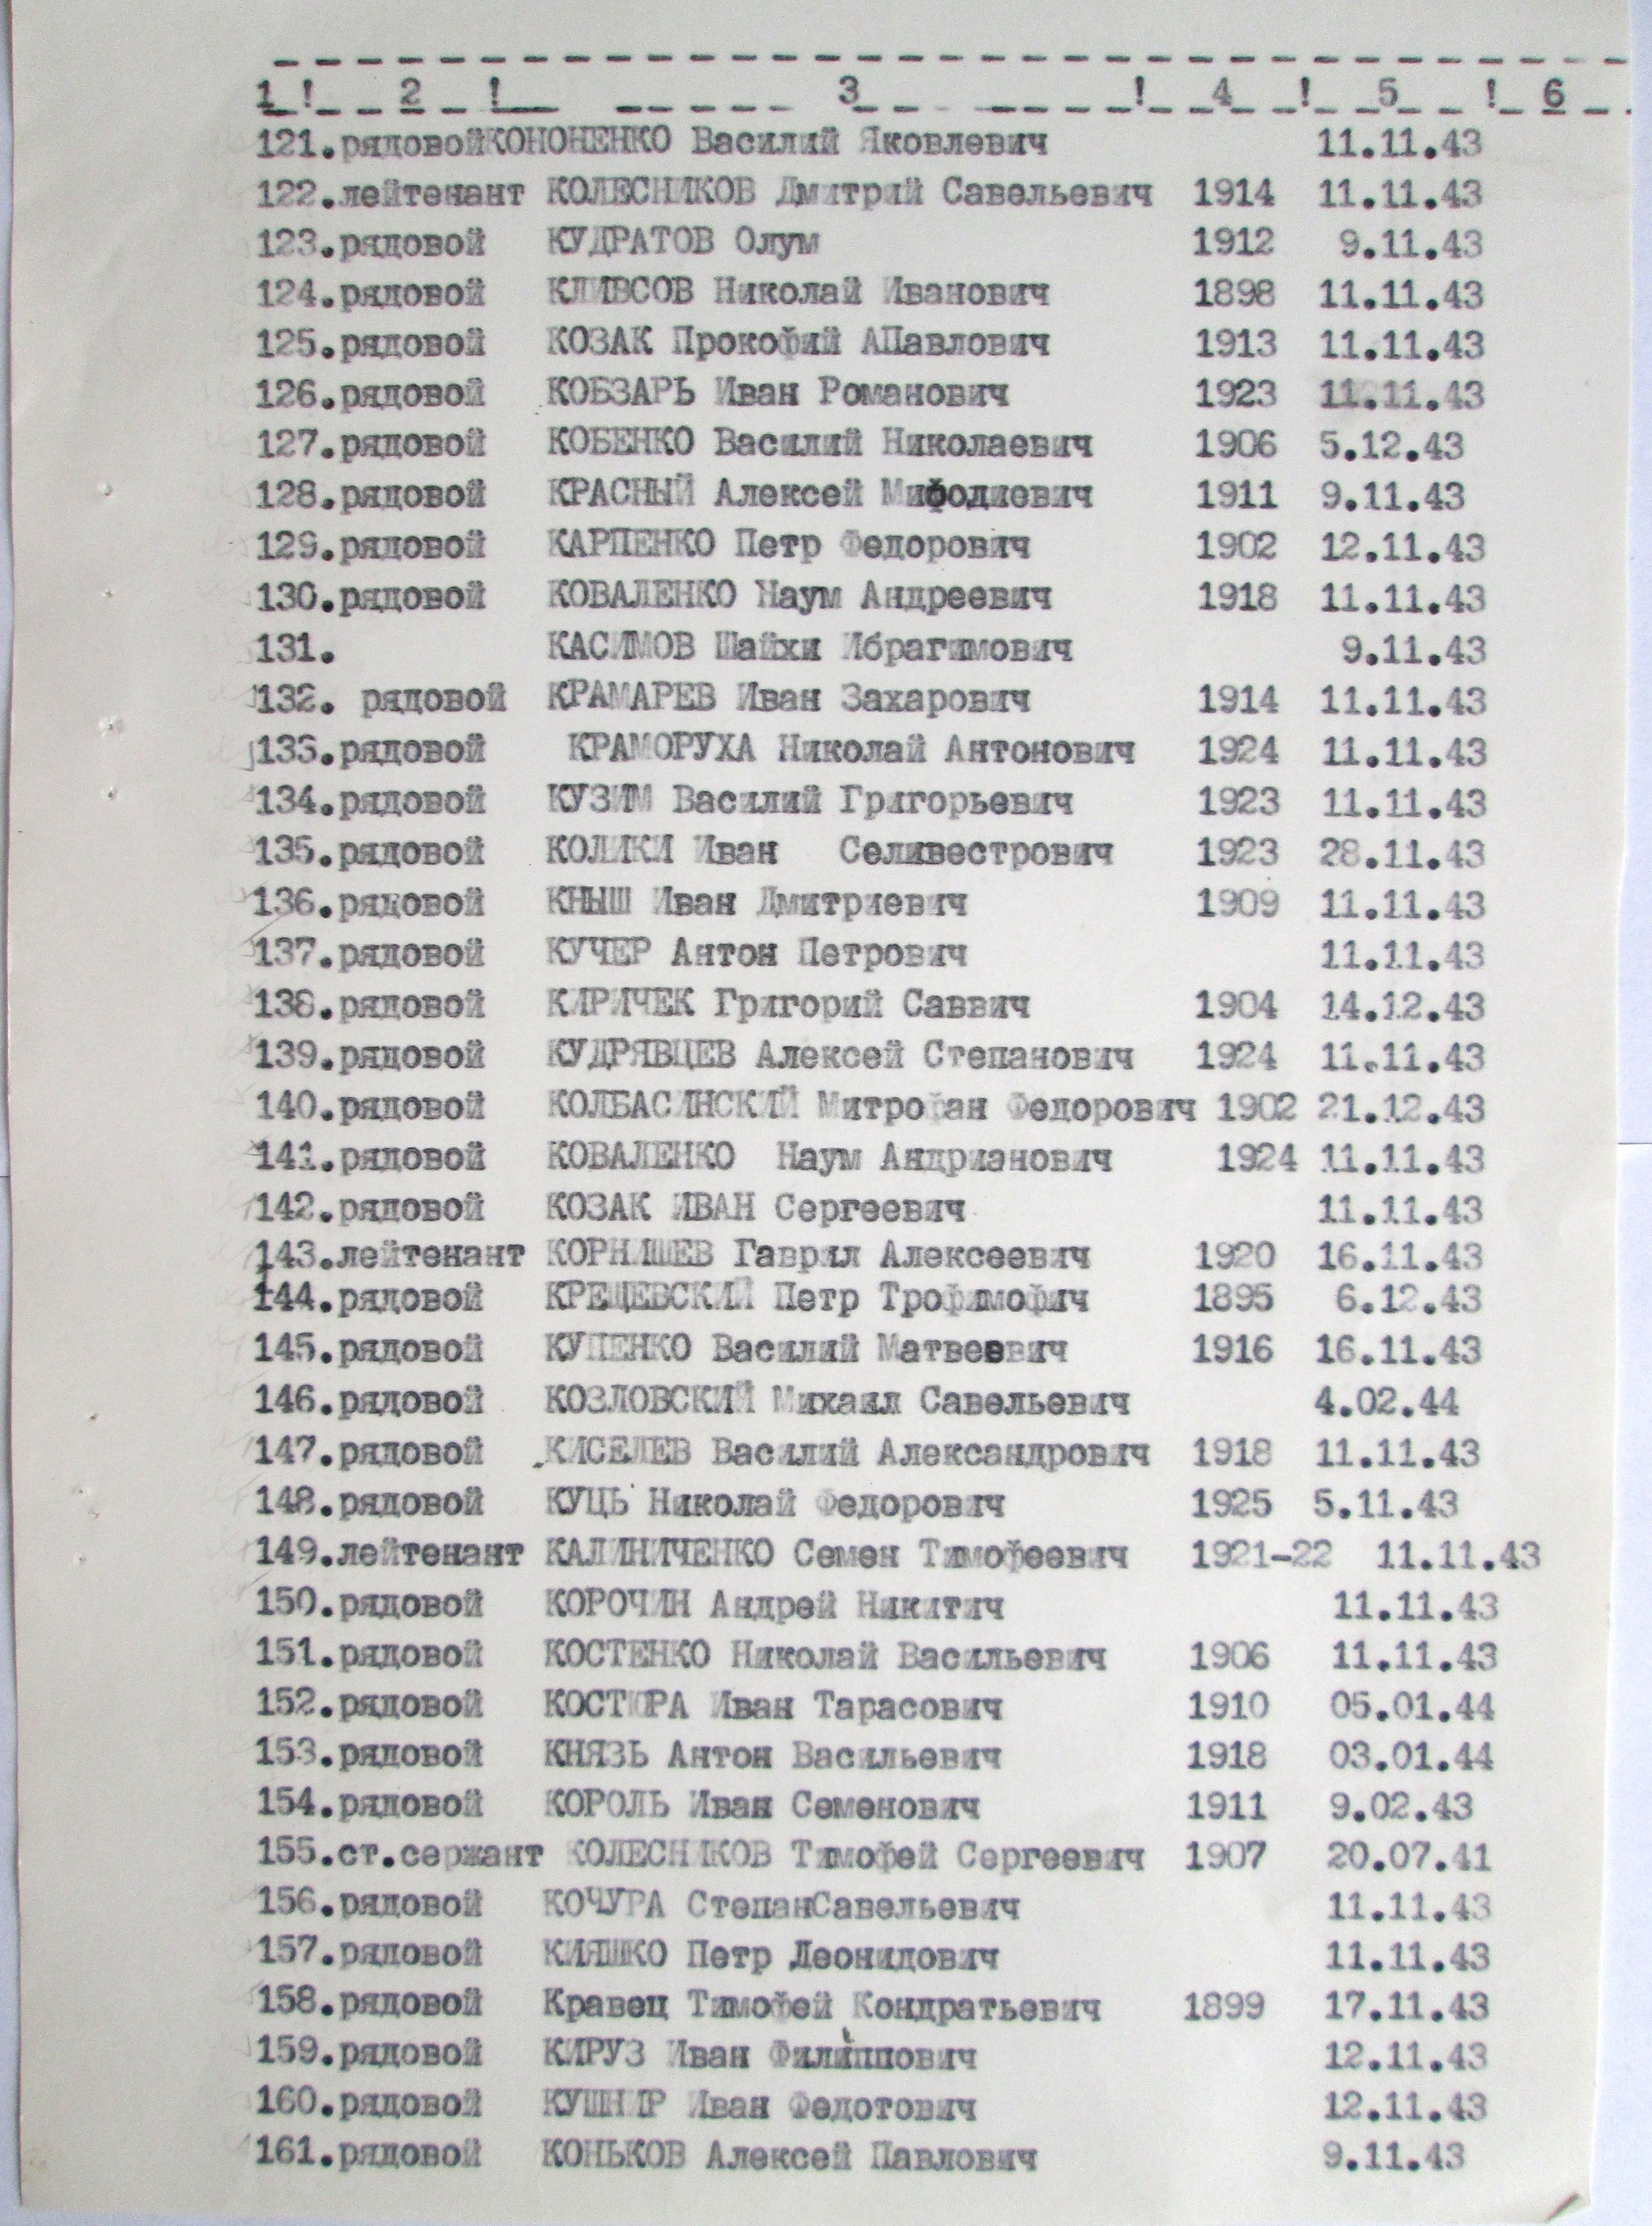 1 ! 2 ! 3 ! 4 ! 5 ! 6
121.рядовойКОНОНЕНКО Василий Яковлевич 11.11.43
122.лейтенант КОЛЕСНИКОВ Дмитрий Савельевич 1914 11.11.43
123.рядовой КУДРАТОВ Олум 1912 9.11.43
124.рядовой КЛИВСОВ Николай Иванович 1898 11.11.43
125.рядовой КОЗАК Прокофий АПавлович 1913 11.11.43
126.рядовой КОБЗАРЬ Иван Романович 1923 11.11.43
127.рядовой КОБЕНКО Василий Николаевич 1906 5.12.43
128.рядовой КРАСНЫЙ Алексей Мифодиевич 1911 9.11.43
129.рядовой КАРПЕНКО Петр Федорович 1902 12.11.43
130.рядовой КОВАЛЕНКО Наум Андреевич 1918 11.11.43
131. КАСИМОВ Шайхи Ибрагимович 9.11.43
132. рядовой КРАМАРЕВ Иван Захарович 1914 11.11.43
133.рядовой КРАМОРУХА Николай Антонович 1924 11.11.43
134.рядовой КУЗИМ Василий Григорьевич 1923 11.11.43
135.рядовой КОЛИКИ Иван Селивестрович 1923 28.11.43
136.рядовой КНЫШ Иван Дмитриевич 1909 11.11.43
137.рядовой КУЧЕР Антон Петрович 11.11.43
138.рядовой КИРИЧЕК Григорий Саввич 1904 14.12.43
139.рядовой КУДРЯВЦЕВ Алексей Степанович 1924 11.11.43
140.рядовой КОЛБАСИНСКИЙ Митрофан Федорович 1902 21.12.43
141.рядовой КОВАЛЕНКО Наум Андрианович 1924 11.11.43
142.рядовой КОЗАК ИВАН Сергеевич 11.11.43
143.лейтенант КОРНИШЕВ Гаврил Алексеевич 1920 16.11.43
144.рядовой КРЕЩЕВСКИЙ Петр Трофимофич 1895 6.12.43
145.рядовой КУПЕНКО Василий Матвеевич 1916 16.11.43
146.рядовой КОЗЛОВСКИЙ Михаил Савельевич 4.02.44
147.рядовой КИСЕЛЕВ Василий Александрович 1918 11.11.43
148.рядовой КУЦЬ Николай Федорович 1925 5.11.43
149.лейтенант КАЛИНИЧЕНКО Семен Тимофеевич 1921-22 11.11.43
150.рядовой КОРОЧИН Андрей Никитич 11.11.43
151.рядовой КОСТЕНКО Николай Васильевич 1906 11.11.43
152.рядовой КОСТЮРА Иван Тарасович 1910 05.01.44
153.рядовой КНЯЗЬ Антон Васильевич 1918 03.01.44
154.рядовой КОРОЛЬ Иван Семенович 1911 9.02.43
155.ст.сержант КОЛЕСНИКОВ Тимофей Сергеевич 1907 20.07.41
156.рядовой КОЧУРА СтепанСавельевич 11.11.43
157.рядовой КИЯШКО Петр Леонидович 11.11.43
158.рядовой Кравец Тимофей Кондратьевич 1899 17.11.43
159.рядовой КИРУЗ Иван Филиппович 12.11.43
160.рядовой КУШНИР Иван Федотович 12.11.43
161.рядовой КОНЬКОВ Алексей Павлович 9.11.43